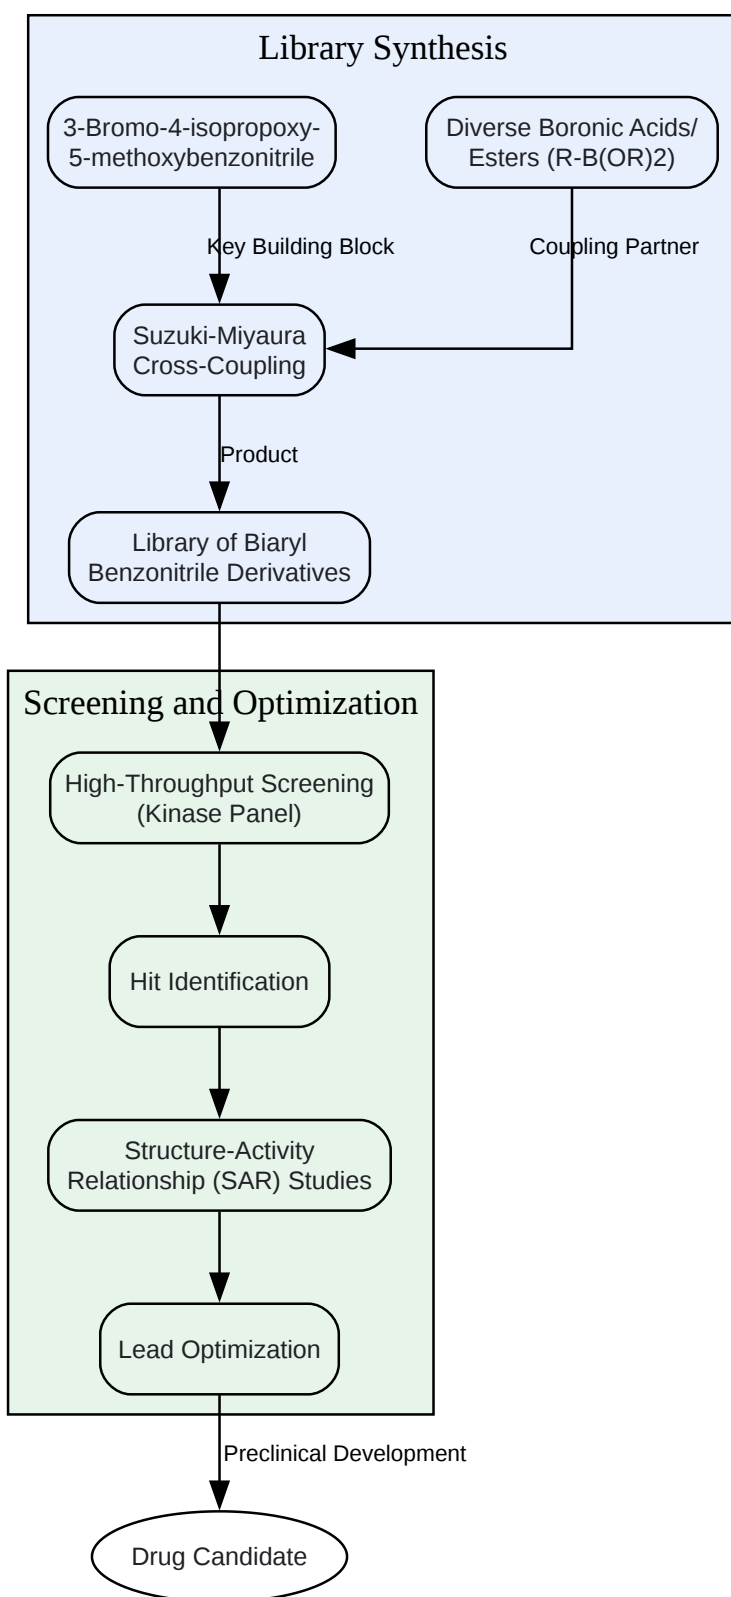 Library Synthesis
3-Bromo-4-isopropoxy-
5-methoxybenzonitrile
Diverse Boronic Acids/
Esters (R-B(OR)2)
Key Building Block
Coupling Partner
Suzuki-Miyaura
Cross-Coupling
Product
Library of Biaryl
Benzonitrile Derivatives
Screening and Optimization
High-Throughput Screening
(Kinase Panel)
Hit Identification
Structure-Activity
Relationship (SAR) Studies
Lead Optimization
Preclinical Development
Drug Candidate